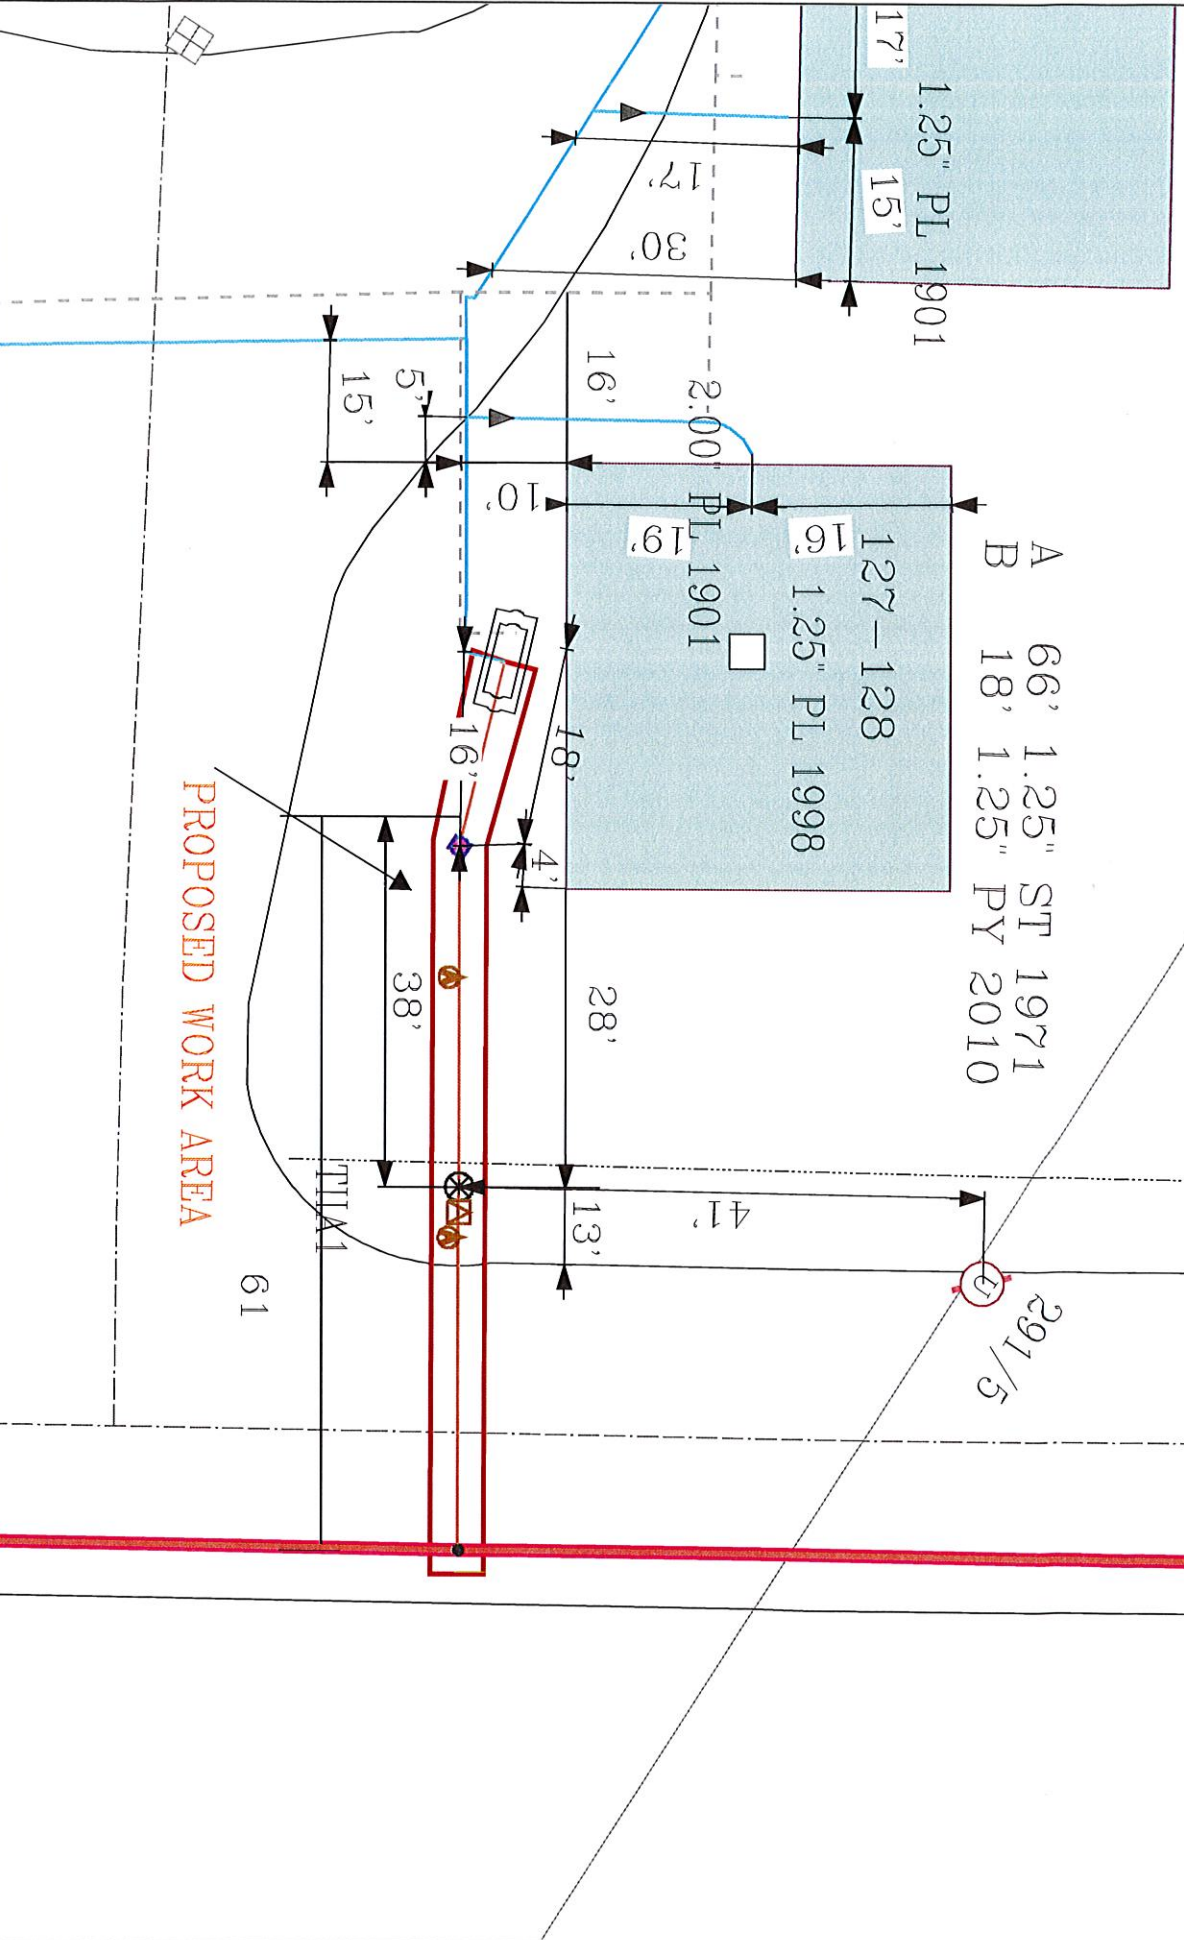 17'
1.25" PL 1901
15'
17'
30'
16'
2.00" PL 1901
5'
15'
10'
19'
16'
127-128
1.25" PL 1998
A 66' 1.25" ST 1971
B 18' 1.25" PY 2010
18'
16'
4'
28'
38'
PROPOSED WORK AREA
13'
41'
61
U
291/5